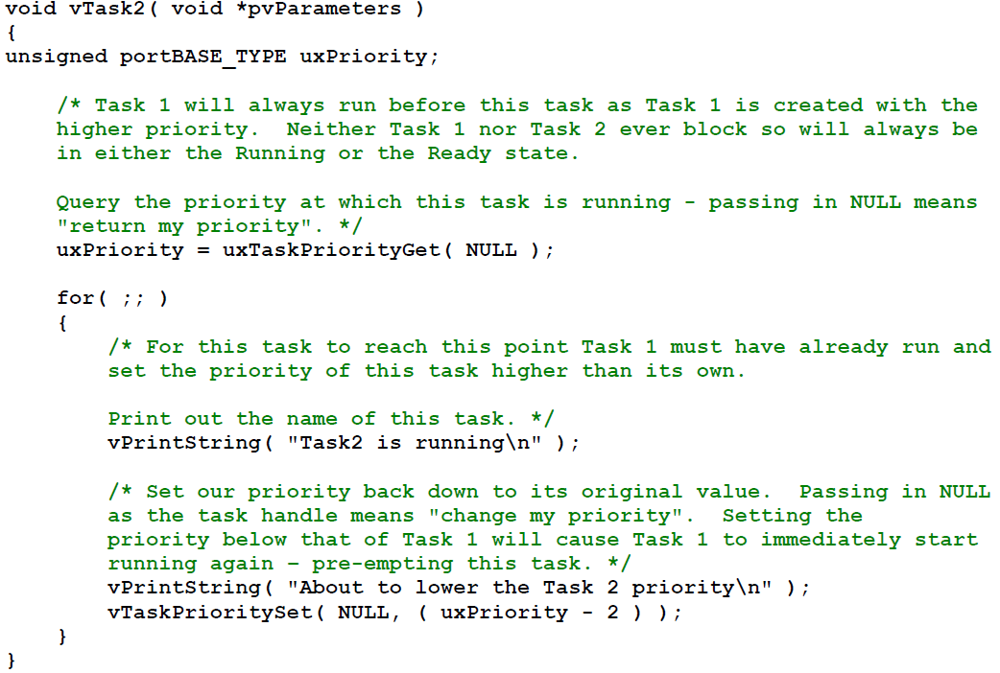 void vTask2( void *pvParameters )
{
unsigned portBASE_TYPE uxPriority;
/* Task 1 will always run before this task as Task 1 is created with the
higher priority.  Neither Task 1 nor Task 2 ever block so will always be
in either the Running or the Ready state.
Query the priority at which this task is running - passing in NULL means
"return my priority". */
uxPriority = uxTaskPriorityGet( NULL );
for( ;; )
{
/* For this task to reach this point Task 1 must have already run and
set the priority of this task higher than its own.
Print out the name of this task. */
vPrintString( "Task2 is running\n" );
/* Set our priority back down to its original value.  Passing in NULL
as the task handle means "change my priority".  Setting the
priority below that of Task 1 will cause Task 1 to immediately start
running again – pre-empting this task. */
vPrintString( "About to lower the Task 2 priority\n" );
vTaskPrioritySet( NULL, ( uxPriority - 2 ) );
}
}